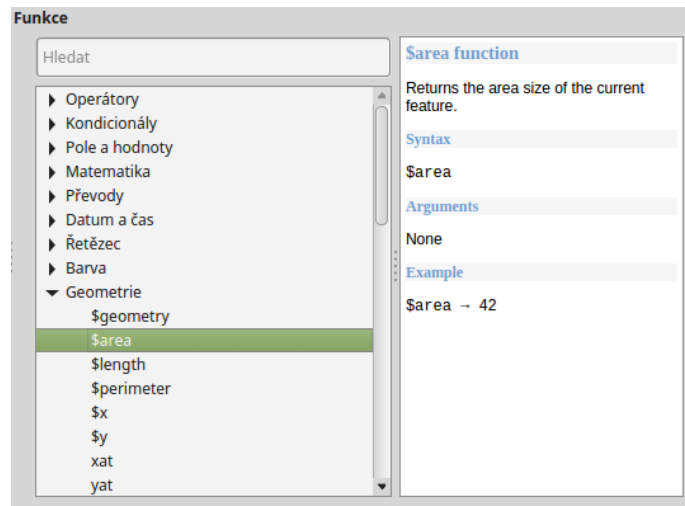 Funkce
Hledat
Operátory
Kondicionály
Pole a hodnoty
Matematika
Převody
Datum a čas
Řetězec
Barva
Geometrie
$geometry
$area
$length
$perimeter
$x
$y
xat
yat
$area function
Returns the area size of the current
feature.
Syntax
$area
Arguments
None
Example
$area → 42